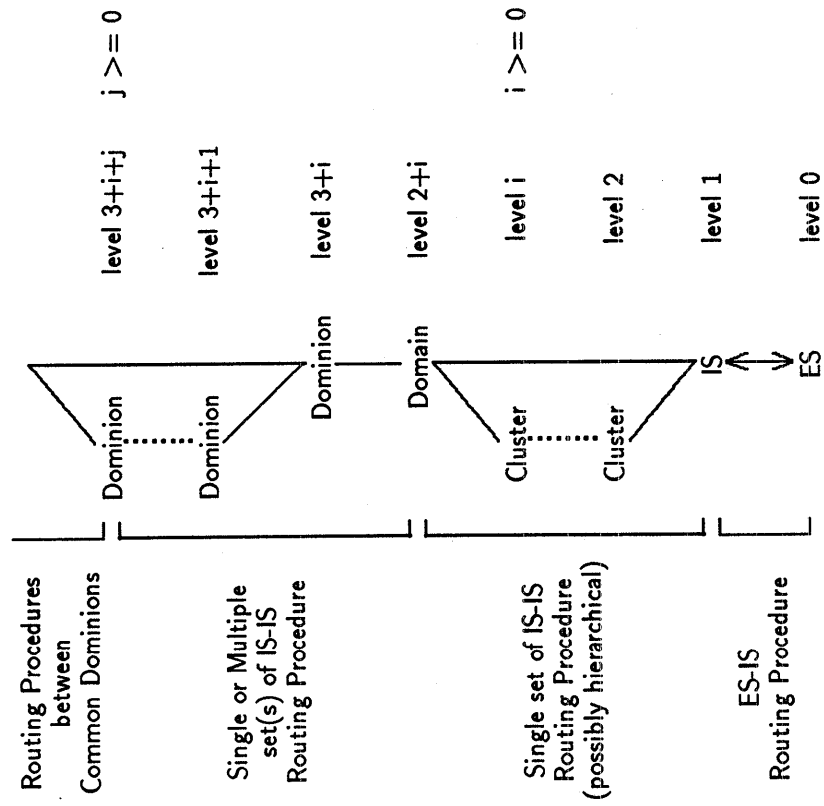 Routing Procedures
between
Common Dominions
Single or Multiple
set(s) of IS-IS
Routing Procedure
Single set of IS-IS
Routing Procedure
(possibly hierarchical)
ES-IS
Routing Procedure
Dominion
Dominion
Dominion
Domain
Cluster
Cluster
IS
ES
level 3+i+j j >= 0
level 3+i+1
level 3+i
level 2+i
level i i >= 0
level 2
level 1
level 0